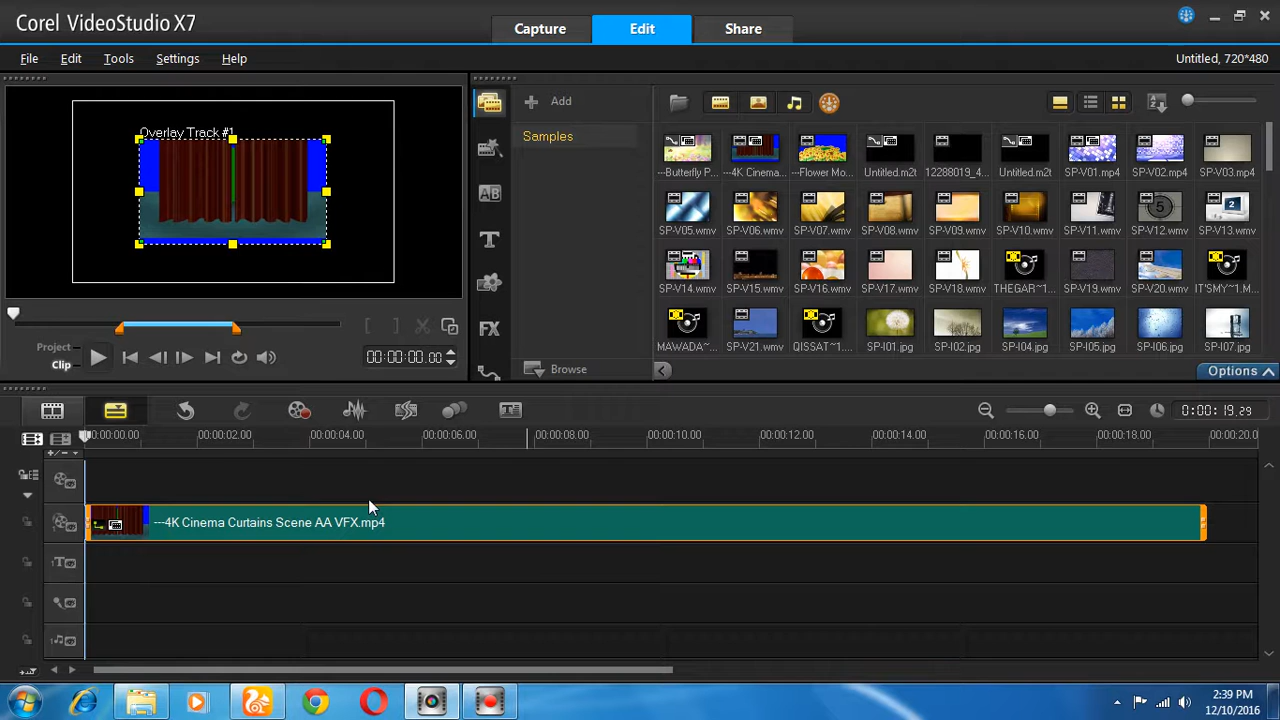 Corel VideoStudio X7
Capture
Edit
Share
File
Edit
Tools
Settings
Help
Untitled, 720*480
Overlay Track #1
Project
Clip
00:00:00.00
Add
Samples
Browse
---Butterfly P...
---4K Cinema...
---Flower Mo...
Untitled.m2t
12288019_4...
Untitled.m2t
SP-V01.mp4
SP-V02.mp4
SP-V03.mp4
SP-V05.wmv
SP-V06.wmv
SP-V07.wmv
SP-V08.wmv
SP-V09.wmv
SP-V10.wmv
SP-V11.wmv
SP-V12.wmv
SP-V13.wmv
SP-V14.wmv
SP-V15.wmv
SP-V16.wmv
SP-V17.wmv
SP-V18.wmv
THEGAR~1...
SP-V19.wmv
SP-V20.wmv
IT'SMY~1.M...
MAWADA~...
SP-V21.wmv
QISSAT~1....
SP-I01.jpg
SP-I02.jpg
SP-I04.jpg
SP-I05.jpg
SP-I06.jpg
SP-I07.jpg
Options
0:00:19.29
00:00:00.00
00:00:02.00
00:00:04.00
00:00:06.00
00:00:08.00
00:00:10.00
00:00:12.00
00:00:14.00
00:00:16.00
00:00:18.00
00:00:20.0
---4K Cinema Curtains Scene AA VFX.mp4
2:39 PM
12/10/2016